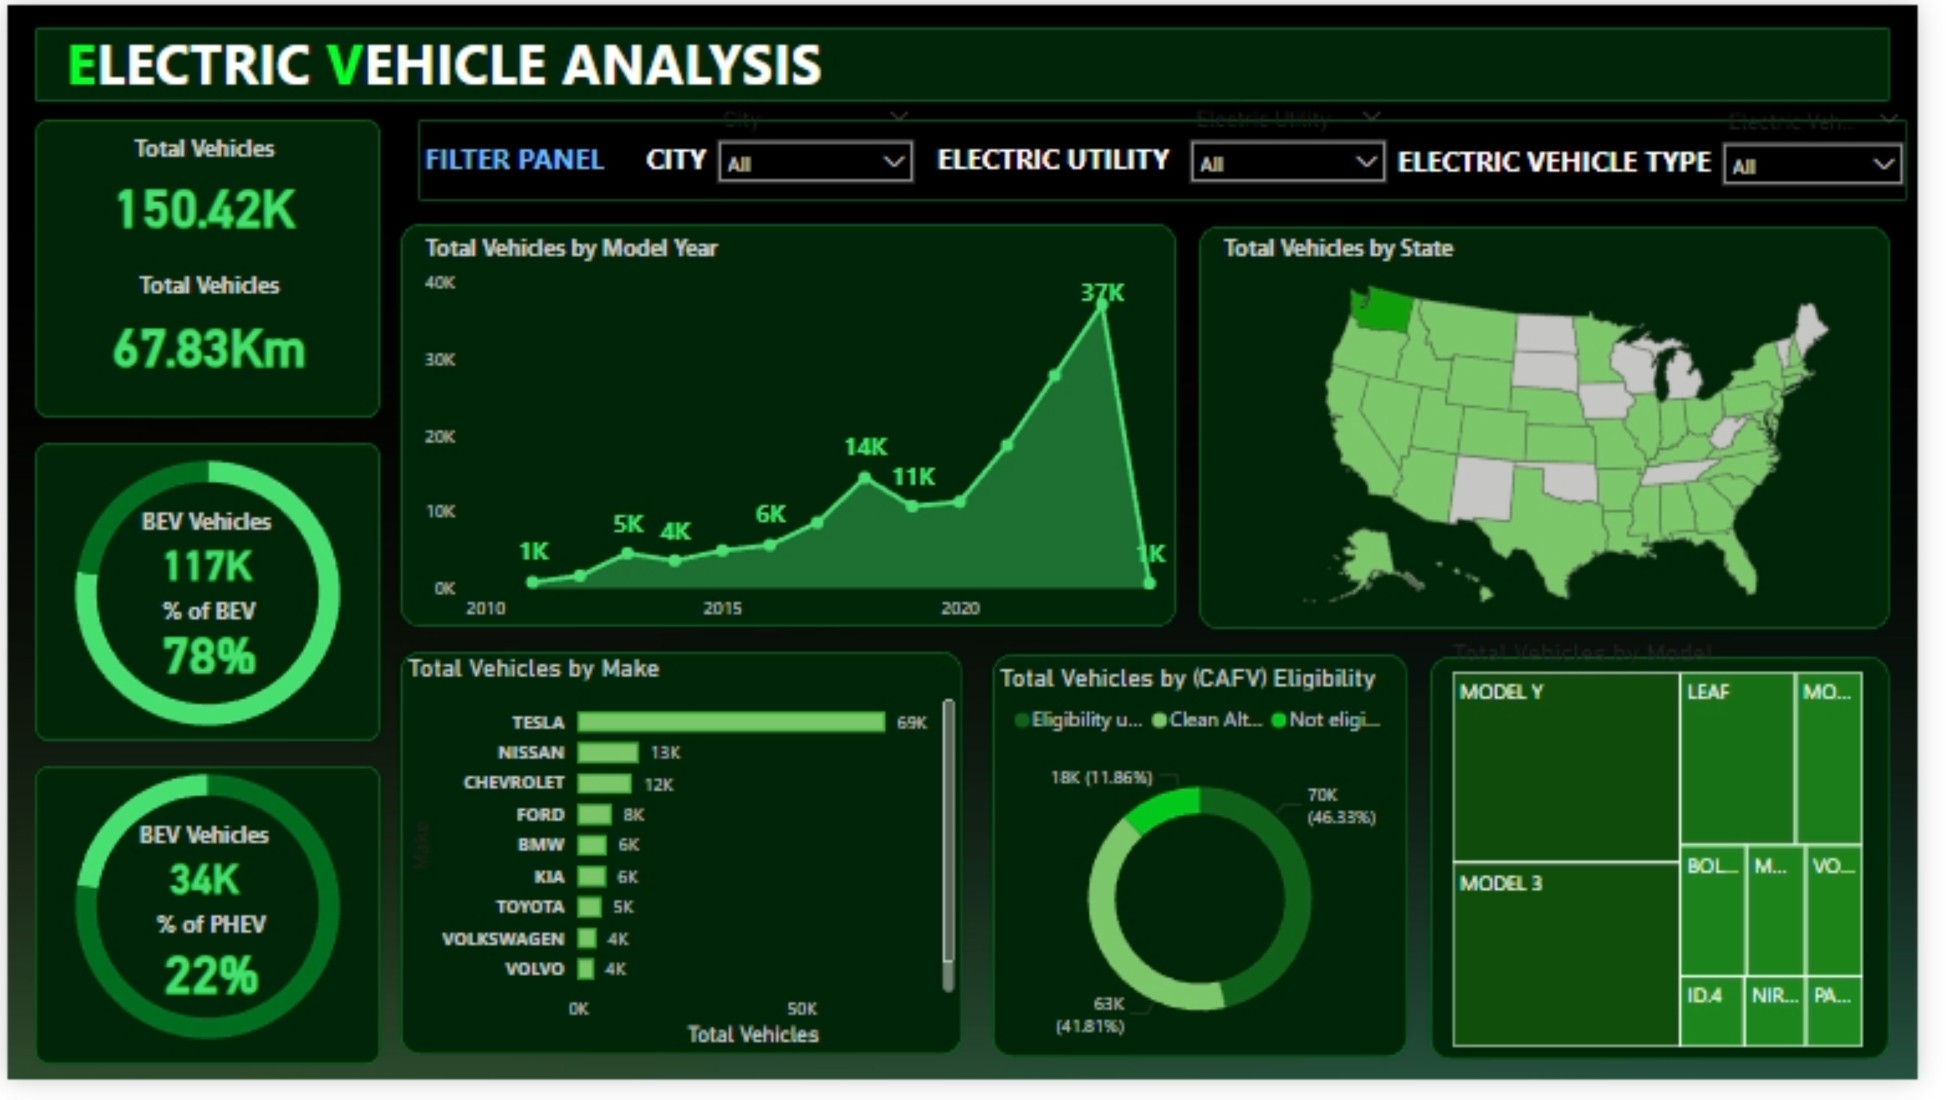 ELECTRIC VEHICLE ANALYSIS
Total Vehicles
150.42K
Total Vehicles
67.83Km
City
Electric Utility
Electric Veh...
FILTER PANEL
CITY
All
ELECTRIC UTILITY
All
ELECTRIC VEHICLE TYPE
All
BEV Vehicles
117K
% of BEV
78%
BEV Vehicles
34K
% of PHEV
22%
Total Vehicles by Model Year
40K
30K
20K
10K
0K
1K
5K
4K
6K
14K
11K
37K
1K
2010
2015
2020
Total Vehicles by State
Total Vehicles by Make
Make
TESLA 69K
NISSAN 13K
CHEVROLET 12K
FORD 8K
BMW 6K
KIA 6K
TOYOTA 5K
VOLKSWAGEN 4K
VOLVO 4K
0K 50K
Total Vehicles
Total Vehicles by (CAFV) Eligibility
Eligibility u... Clean Alt... Not eligi...
18K (11.86%)
70K
(46.33%)
63K
(41.81%)
Total Vehicles by Model
MODEL Y
LEAF
MO...
BOL...
M...
VO...
MODEL 3
ID.4
NIR...
PA...